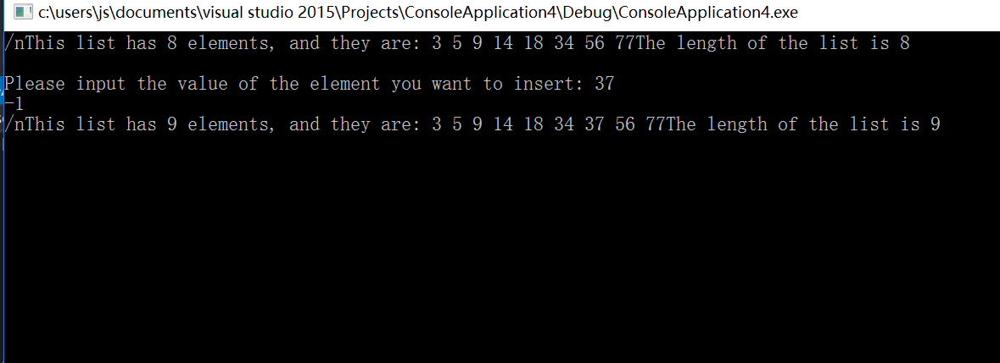 c:\users\js\documents\visual studio 2015\Projects\ConsoleApplication4\Debug\ConsoleApplication4.exe
/nThis list has 8 elements, and they are: 3 5 9 14 18 34 56 77The length of the list is 8
Please input the value of the element you want to insert: 37
-1
/nThis list has 9 elements, and they are: 3 5 9 14 18 34 37 56 77The length of the list is 9